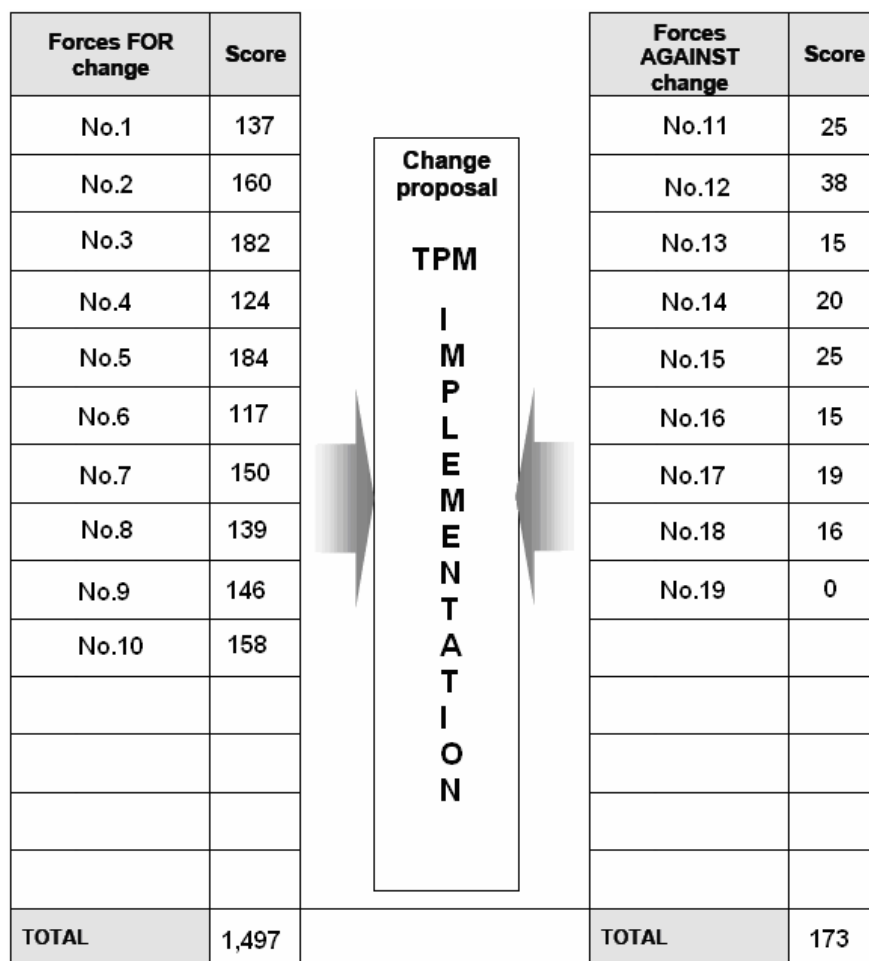 Forces FOR change Score
No.1 137
No.2 160
No.3 182
No.4 124
No.5 184
No.6 117
No.7 150
No.8 139
No.9 146
No.10 158
TOTAL 1,497
Change
proposal
TPM
I
M
P
L
E
M
E
N
T
A
T
I
O
N
Forces AGAINST change Score
No.11 25
No.12 38
No.13 15
No.14 20
No.15 25
No.16 15
No.17 19
No.18 16
No.19 0
TOTAL 173